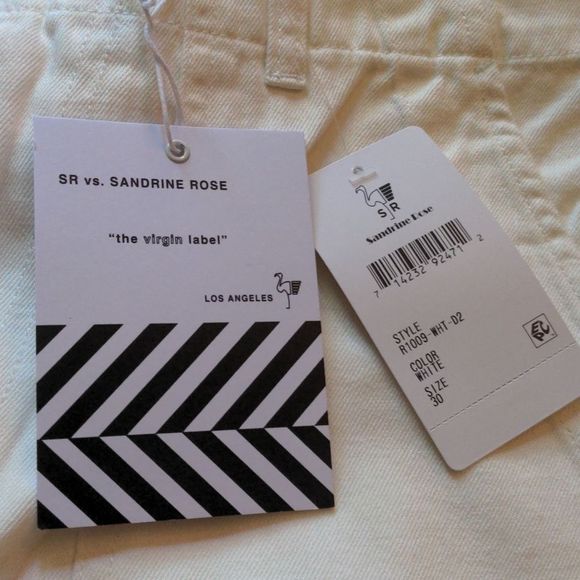 SR vs. SANDRINE ROSE
"the virgin label"
LOS ANGELES
S R
Sandrine Rose
7 14232 92471 2
STYLE
R1009-WHT-D2
COLOR
WHITE
SIZE
30
EPC